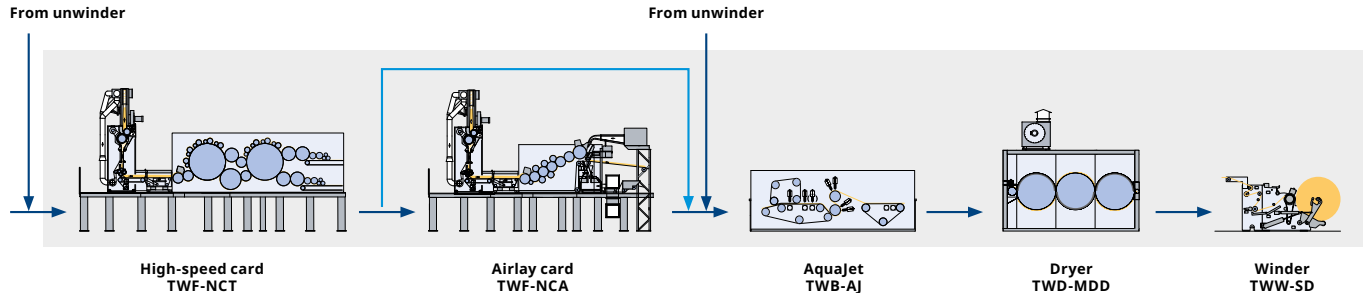 From unwinder
From unwinder
High-speed card
TWF-NCT
Airlay card
TWF-NCA
AquaJet
TWB-AJ
Dryer
TWD-MDD
Winder
TWW-SD